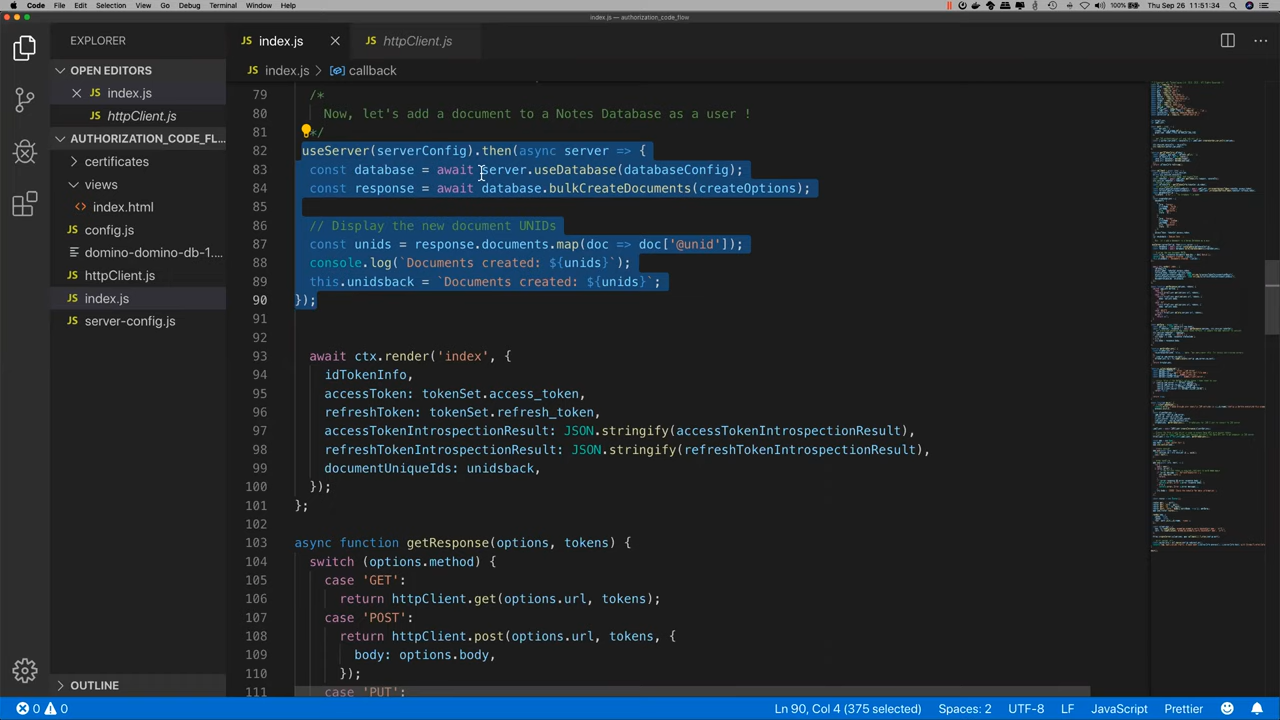 Code File Edit Selection View Go Debug Terminal Window Help 100% Thu Sep 26 11:51:34
index.js — authorization_code_flow
EXPLORER
index.js
httpClient.js
OPEN EDITORS
index.js
httpClient.js
AUTHORIZATION_CODE_FL...
certificates
views
index.html
config.js
domino-domino-db-1....
httpClient.js
index.js
server-config.js
OUTLINE
index.js > callback
79 /*
80 Now, let's add a document to a Notes Database as a user -
81 */
82 useServer(serverConfig).then(async server => {
83 const database = await server.useDatabase(databaseConfig);
84 const response = await database.bulkCreateDocuments(createOptions);
85
86 // Display the new document UNIDs
87 const unids = response.documents.map(doc => doc['@unid']);
88 console.log(`Documents created: ${unids}`);
89 this.unidsback = `Documents created: ${unids}`;
90 });
91
92
93 await ctx.render('index', {
94 idTokenInfo,
95 accessToken: tokenSet.access_token,
96 refreshToken: tokenSet.refresh_token,
97 accessTokenIntrospectionResult: JSON.stringify(accessTokenIntrospectionResult),
98 refreshTokenIntrospectionResult: JSON.stringify(refreshTokenIntrospectionResult),
99 documentUniqueIds: unidsback,
100 });
101 };
102
103 async function getResponse(options, tokens) {
104 switch (options.method) {
105 case 'GET':
106 return httpClient.get(options.url, tokens);
107 case 'POST':
108 return httpClient.post(options.url, tokens, {
109 body: options.body,
110 });
111 case 'PUT':
0 0 Ln 90, Col 4 (375 selected) Spaces: 2 UTF-8 LF JavaScript Prettier